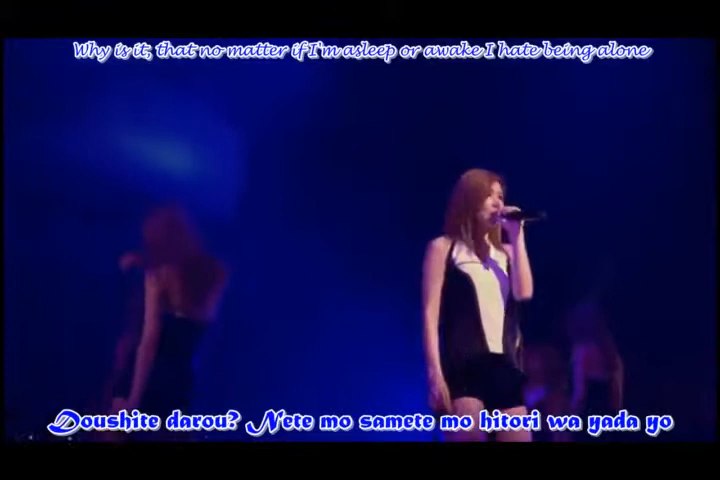 Why is it, that no matter if I'm asleep or awake I hate being alone
Doushite darou? Nete mo samete mo hitori wa yada yo